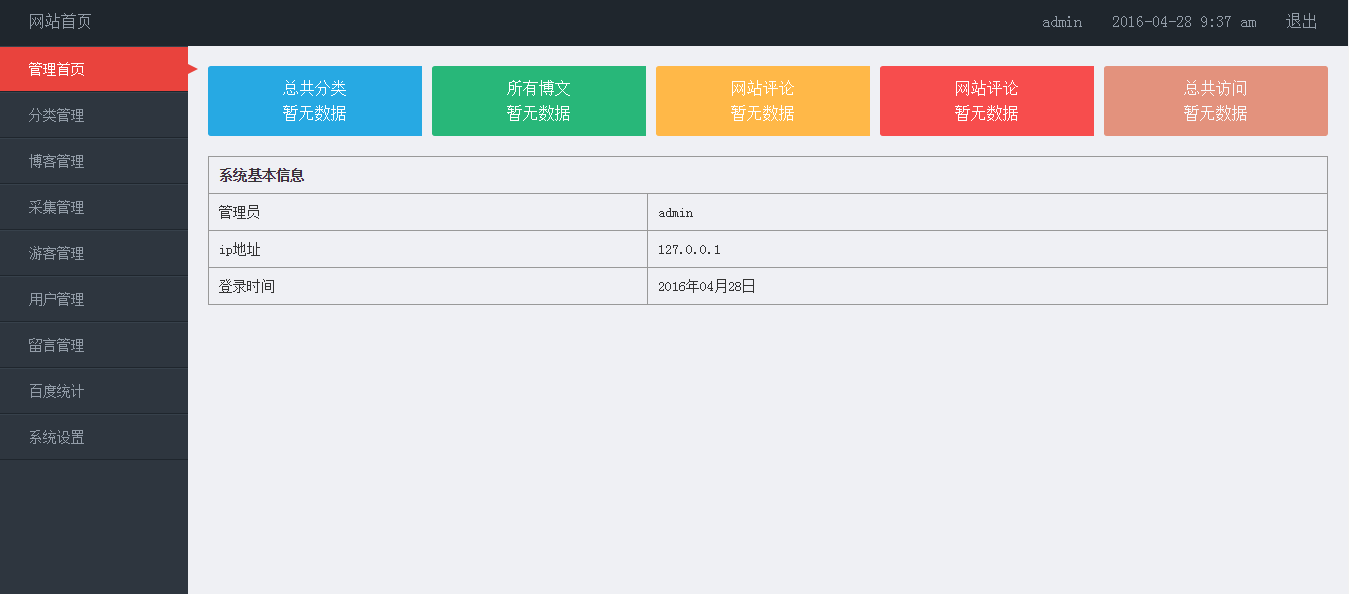 网站首页
admin 2016-04-28 9:37 am 退出
管理首页
分类管理
博客管理
采集管理
游客管理
用户管理
留言管理
百度统计
系统设置
总共分类
暂无数据
所有博文
暂无数据
网站评论
暂无数据
网站评论
暂无数据
总共访问
暂无数据
系统基本信息
管理员 admin
ip地址 127.0.0.1
登录时间 2016年04月28日